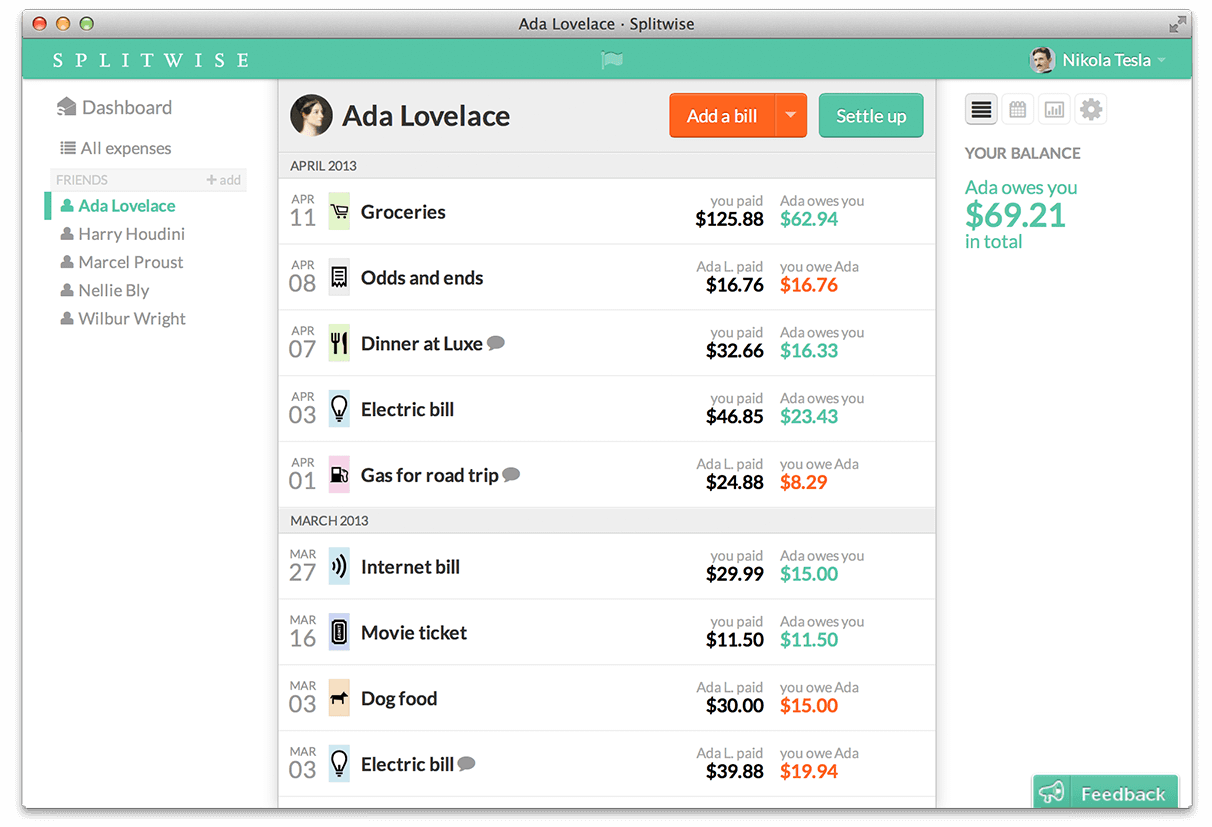 Ada Lovelace · Splitwise
SPLITWISE
Nikola Tesla
Dashboard
All expenses
FRIENDS + add
Ada Lovelace
Harry Houdini
Marcel Proust
Nellie Bly
Wilbur Wright
Ada Lovelace
Add a bill
Settle up
APRIL 2013
APR 11 Groceries you paid $125.88 Ada owes you $62.94
APR 08 Odds and ends Ada L. paid $16.76 you owe Ada $16.76
APR 07 Dinner at Luxe you paid $32.66 Ada owes you $16.33
APR 03 Electric bill you paid $46.85 Ada owes you $23.43
APR 01 Gas for road trip Ada L. paid $24.88 you owe Ada $8.29
MARCH 2013
MAR 27 Internet bill you paid $29.99 Ada owes you $15.00
MAR 16 Movie ticket you paid $11.50 Ada owes you $11.50
MAR 03 Dog food Ada L. paid $30.00 you owe Ada $15.00
MAR 03 Electric bill Ada L. paid $39.88 you owe Ada $19.94
YOUR BALANCE
Ada owes you
$69.21
in total
Feedback